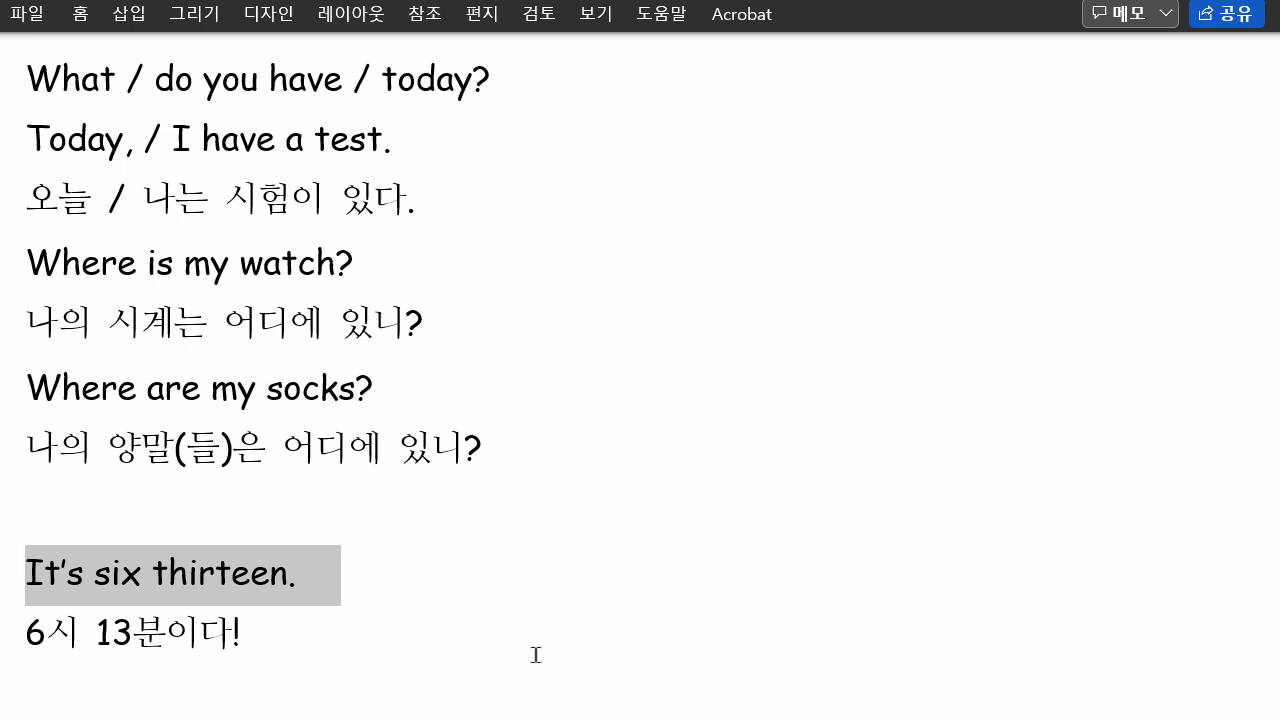 파일 홈 삽입 그리기 디자인 레이아웃 참조 편지 검토 보기 도움말 Acrobat 메모 공유
What / do you have / today?
Today, / I have a test.
오늘 / 나는 시험이 있다.
Where is my watch?
나의 시계는 어디에 있니?
Where are my socks?
나의 양말(들)은 어디에 있니?
It's six thirteen.
6시 13분이다!